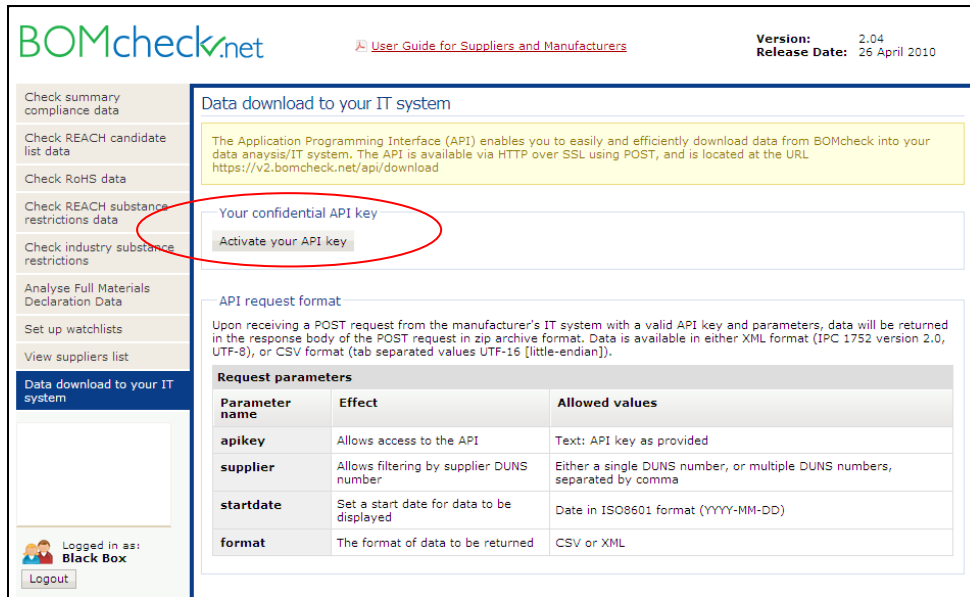 BOMcheck.net
User Guide for Suppliers and Manufacturers
Version: 2.04
Release Date: 26 April 2010
Check summary
compliance data
Check REACH candidate
list data
Check RoHS data
Check REACH substance
restrictions data
Check industry substance
restrictions
Analyse Full Materials
Declaration Data
Set up watchlists
View suppliers list
Data download to your IT
system
Logged in as:
Black Box
Logout
Data download to your IT system
The Application Programming Interface (API) enables you to easily and efficiently download data from BOMcheck into your
data anaysis/IT system. The API is available via HTTP over SSL using POST, and is located at the URL
https://v2.bomcheck.net/api/download
Your confidential API key
Activate your API key
API request format
Upon receiving a POST request from the manufacturer's IT system with a valid API key and parameters, data will be returned
in the response body of the POST request in zip archive format. Data is available in either XML format (IPC 1752 version 2.0,
UTF-8), or CSV format (tab separated values UTF-16 [little-endian]).
Request parameters
Parameter name Effect Allowed values
apikey Allows access to the API Text: API key as provided
supplier Allows filtering by supplier DUNS number Either a single DUNS number, or multiple DUNS numbers, separated by comma
startdate Set a start date for data to be displayed Date in ISO8601 format (YYYY-MM-DD)
format The format of data to be returned CSV or XML